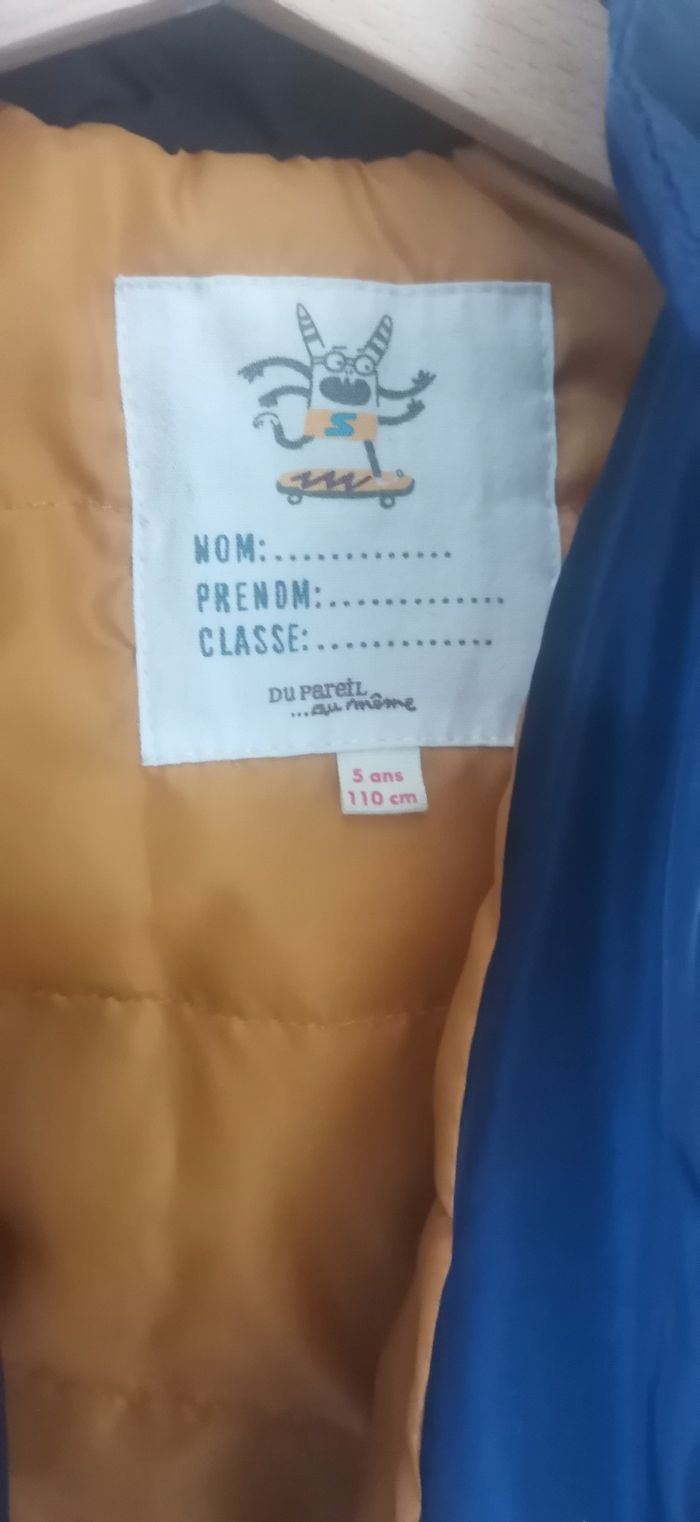 S
NOM:..............
PRENOM:..............
CLASSE:..............
DU PAREIL
...au même
5 ans
110 cm